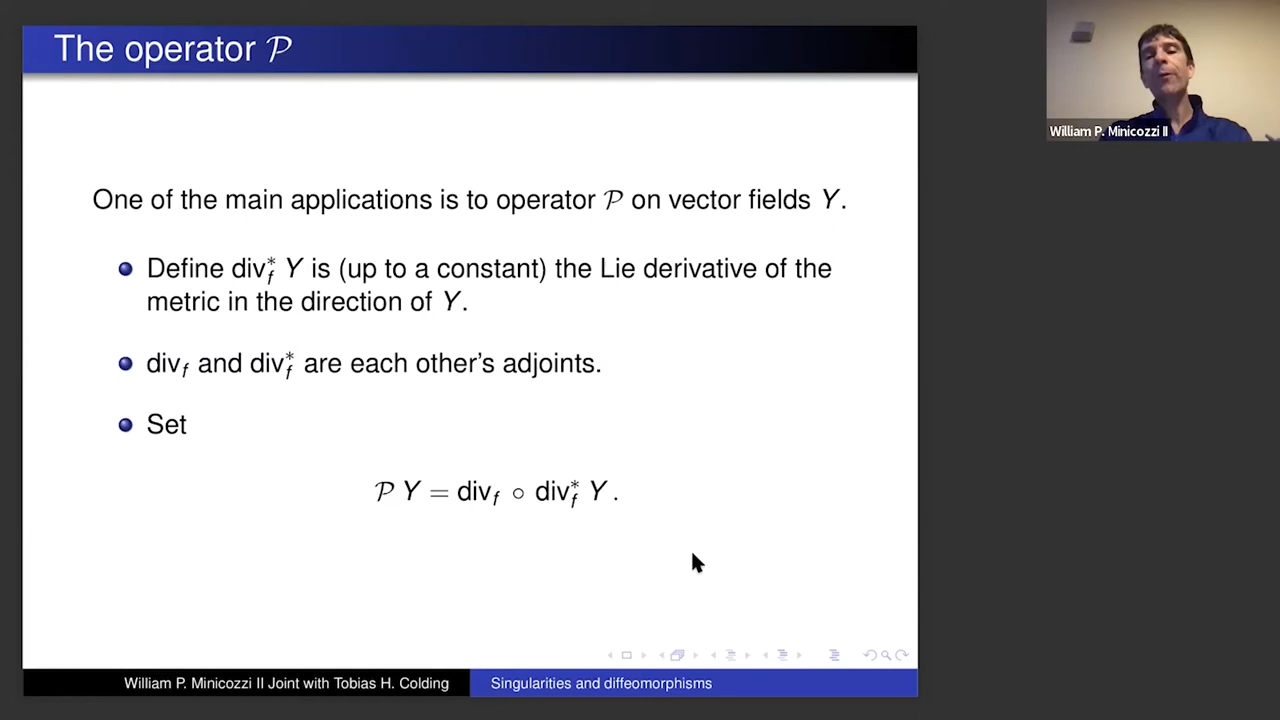 The operator 𝒫
William P. Minicozzi II
One of the main applications is to operator 𝒫 on vector fields Y.
Define div*_f Y is (up to a constant) the Lie derivative of the
metric in the direction of Y.
div_f and div*_f are each other's adjoints.
Set
𝒫 Y = div_f ∘ div*_f Y .
William P. Minicozzi II Joint with Tobias H. Colding
Singularities and diffeomorphisms